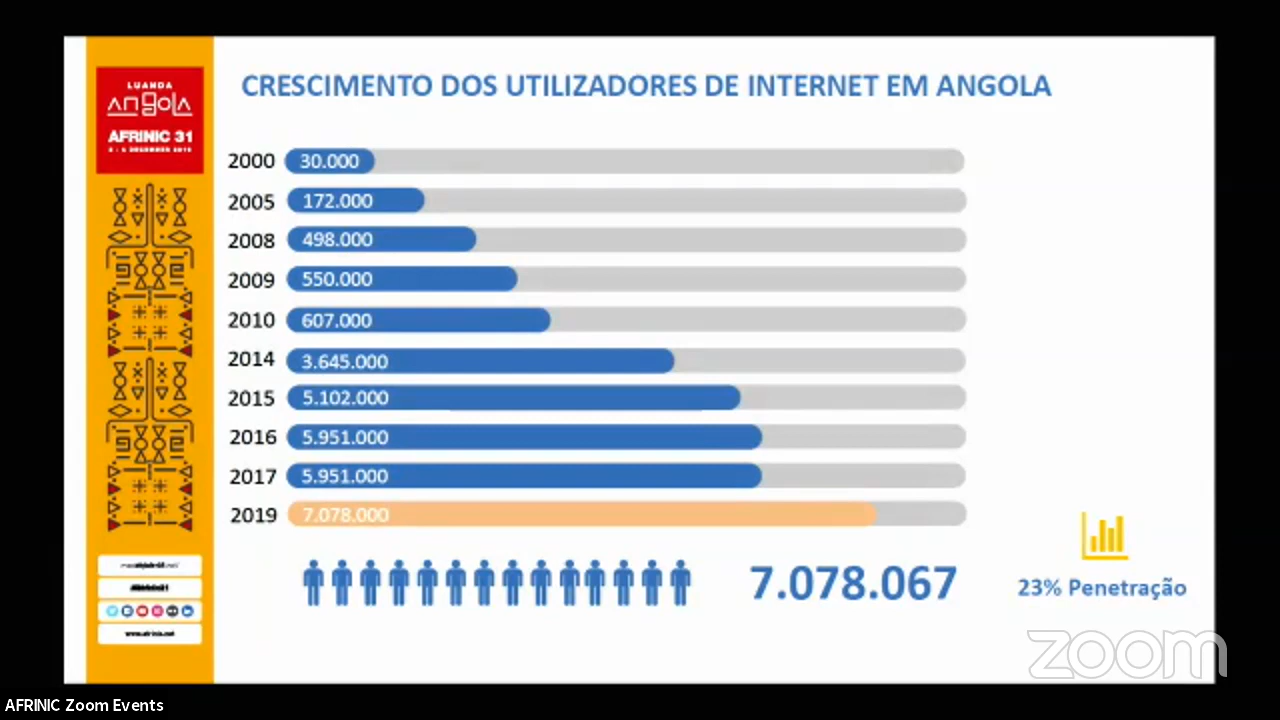 LUANDA
angola
AFRINIC 31
CRESCIMENTO DOS UTILIZADORES DE INTERNET EM ANGOLA
2000 30.000
2005 172.000
2008 498.000
2009 550.000
2010 607.000
2014 3.645.000
2015 5.102.000
2016 5.951.000
2017 5.951.000
2019 7.078.000
7.078.067
23% Penetração
www.afrinic.net
zoom
AFRINIC Zoom Events